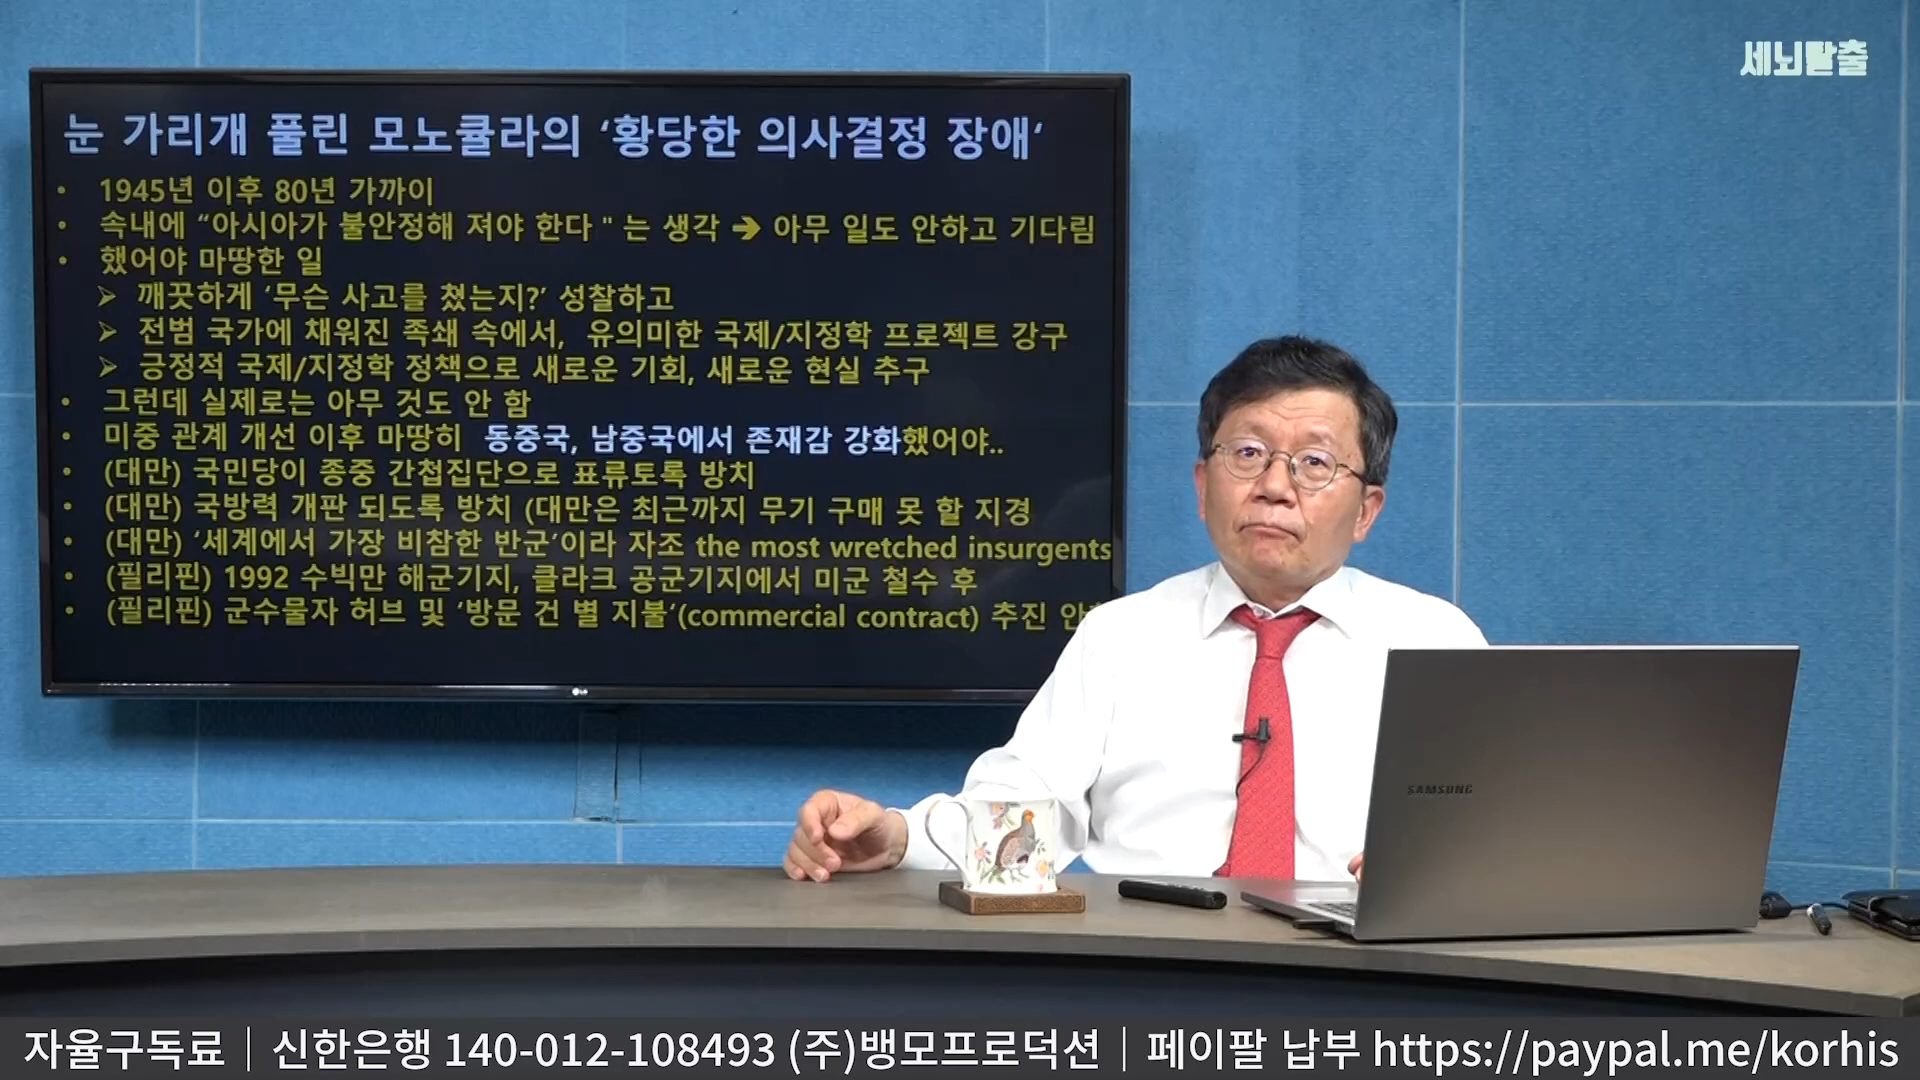 세뇌탈출
눈 가리개 풀린 모노큘라의 ‘황당한 의사결정 장애‘
• 1945년 이후 80년 가까이
• 속내에 “아시아가 불안정해 져야 한다 " 는 생각 ➔ 아무 일도 안하고 기다림
• 했어야 마땅한 일
➢ 깨끗하게 ‘무슨 사고를 쳤는지?’ 성찰하고
➢ 전범 국가에 채워진 족쇄 속에서, 유의미한 국제/지정학 프로젝트 강구
➢ 긍정적 국제/지정학 정책으로 새로운 기회, 새로운 현실 추구
• 그런데 실제로는 아무 것도 안 함
• 미중 관계 개선 이후 마땅히 동중국, 남중국에서 존재감 강화했어야..
• (대만) 국민당이 종중 간첩집단으로 표류토록 방치
• (대만) 국방력 개판 되도록 방치 (대만은 최근까지 무기 구매 못 할 지경
• (대만) ‘세계에서 가장 비참한 반군’이라 자조 the most wretched insurgents
• (필리핀) 1992 수빅만 해군기지, 클라크 공군기지에서 미군 철수 후
• (필리핀) 군수물자 허브 및 ‘방문 건 별 지불‘(commercial contract) 추진
LG
SAMSUNG
자율구독료｜신한은행 140-012-108493 (주)뱅모프로덕션｜페이팔 납부 https://paypal.me/korhis